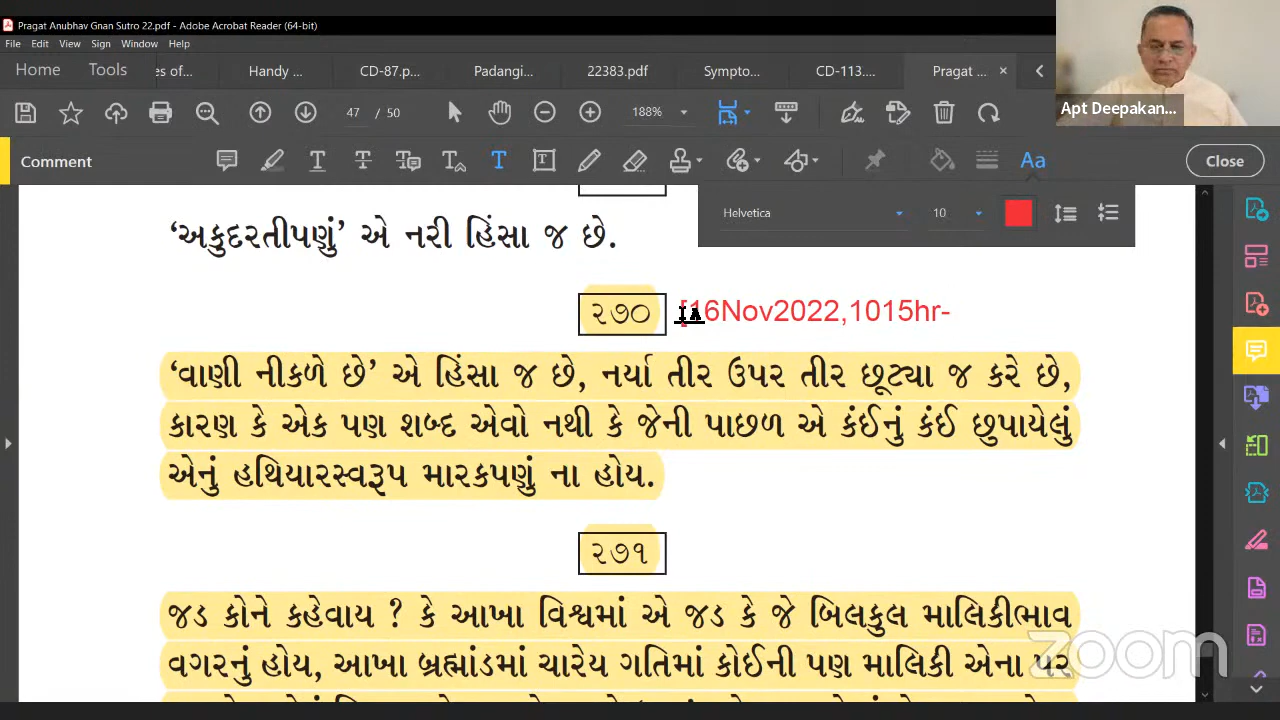 Pragat Anubhav Gnan Sutro 22.pdf - Adobe Acrobat Reader (64-bit)
File Edit View Sign Window Help
Home Tools es of... Handy ... CD-87.p... Padangi... 22383.pdf Sympto... CD-113.... Pragat ... ×
47 / 50 188%
Apt Deepakan...
Comment Aa Close
Helvetica 10
‘અકુદરતીપણું’ એ નરી હિંસા જ છે.
૨૭૦ [16Nov2022,1015hr-
‘વાણી નીકળે છે’ એ હિંસા જ છે, નર્યા તીર ઉપર તીર છૂટ્યા જ કરે છે,
કારણ કે એક પણ શબ્દ એવો નથી કે જેની પાછળ એ કંઈનું કંઈ છુપાયેલું
એનું હથિયારસ્વરૂપ મારકપણું ના હોય.
૨૭૧
જડ કોને કહેવાય ? કે આખા વિશ્વમાં એ જડ કે જે બિલકુલ માલિકીભાવ
વગરનું હોય, આખા બ્રહ્માંડમાં ચારેય ગતિમાં કોઈની પણ માલિકી એના પર
zoom